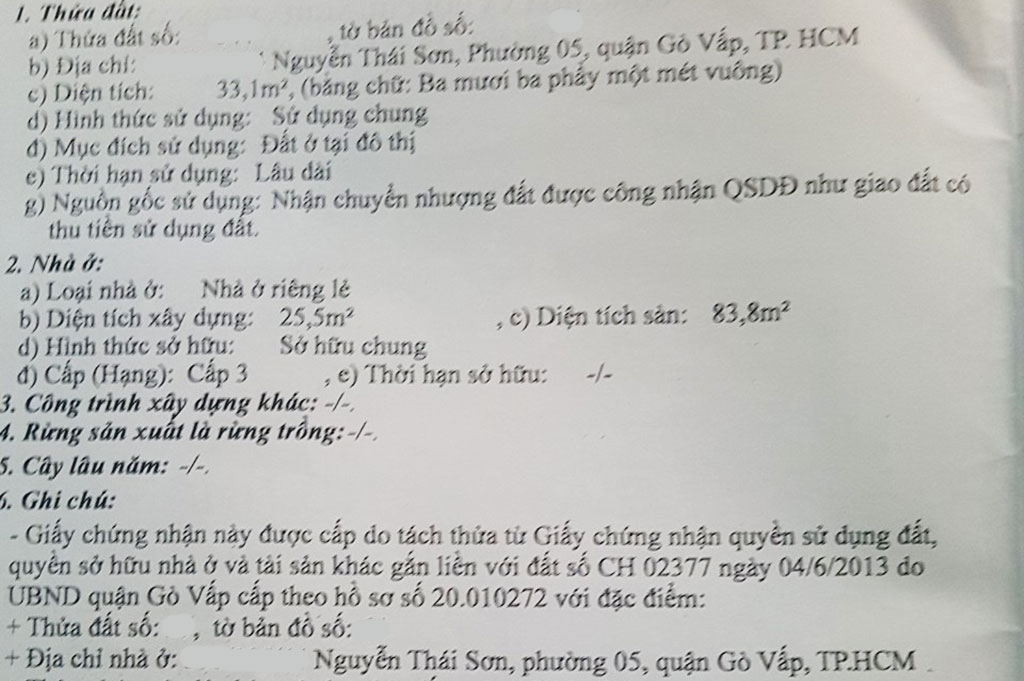 1. Thửa đất:
a) Thửa đất số: , tờ bản đồ số:
b) Địa chỉ: Nguyễn Thái Sơn, Phường 05, quận Gò Vấp, TP. HCM
c) Diện tích: 33,1m², (bằng chữ: Ba mươi ba phẩy một mét vuông)
d) Hình thức sử dụng: Sử dụng chung
đ) Mục đích sử dụng: Đất ở tại đô thị
e) Thời hạn sử dụng: Lâu dài
g) Nguồn gốc sử dụng: Nhận chuyển nhượng đất được công nhận QSDĐ như giao đất có
thu tiền sử dụng đất.
2. Nhà ở:
a) Loại nhà ở: Nhà ở riêng lẻ
b) Diện tích xây dựng: 25,5m² , c) Diện tích sàn: 83,8m²
d) Hình thức sở hữu: Sở hữu chung
đ) Cấp (Hạng): Cấp 3 , e) Thời hạn sở hữu: -/-
3. Công trình xây dựng khác: -/-.
4. Rừng sản xuất là rừng trồng: -/-.
5. Cây lâu năm: -/-.
6. Ghi chú:
- Giấy chứng nhận này được cấp do tách thửa từ Giấy chứng nhận quyền sử dụng đất,
quyền sở hữu nhà ở và tài sản khác gắn liền với đất số CH 02377 ngày 04/6/2013 do
UBND quận Gò Vấp cấp theo hồ sơ số 20.010272 với đặc điểm:
+ Thửa đất số: , tờ bản đồ số:
+ Địa chỉ nhà ở: Nguyễn Thái Sơn, phường 05, quận Gò Vấp, TP.HCM